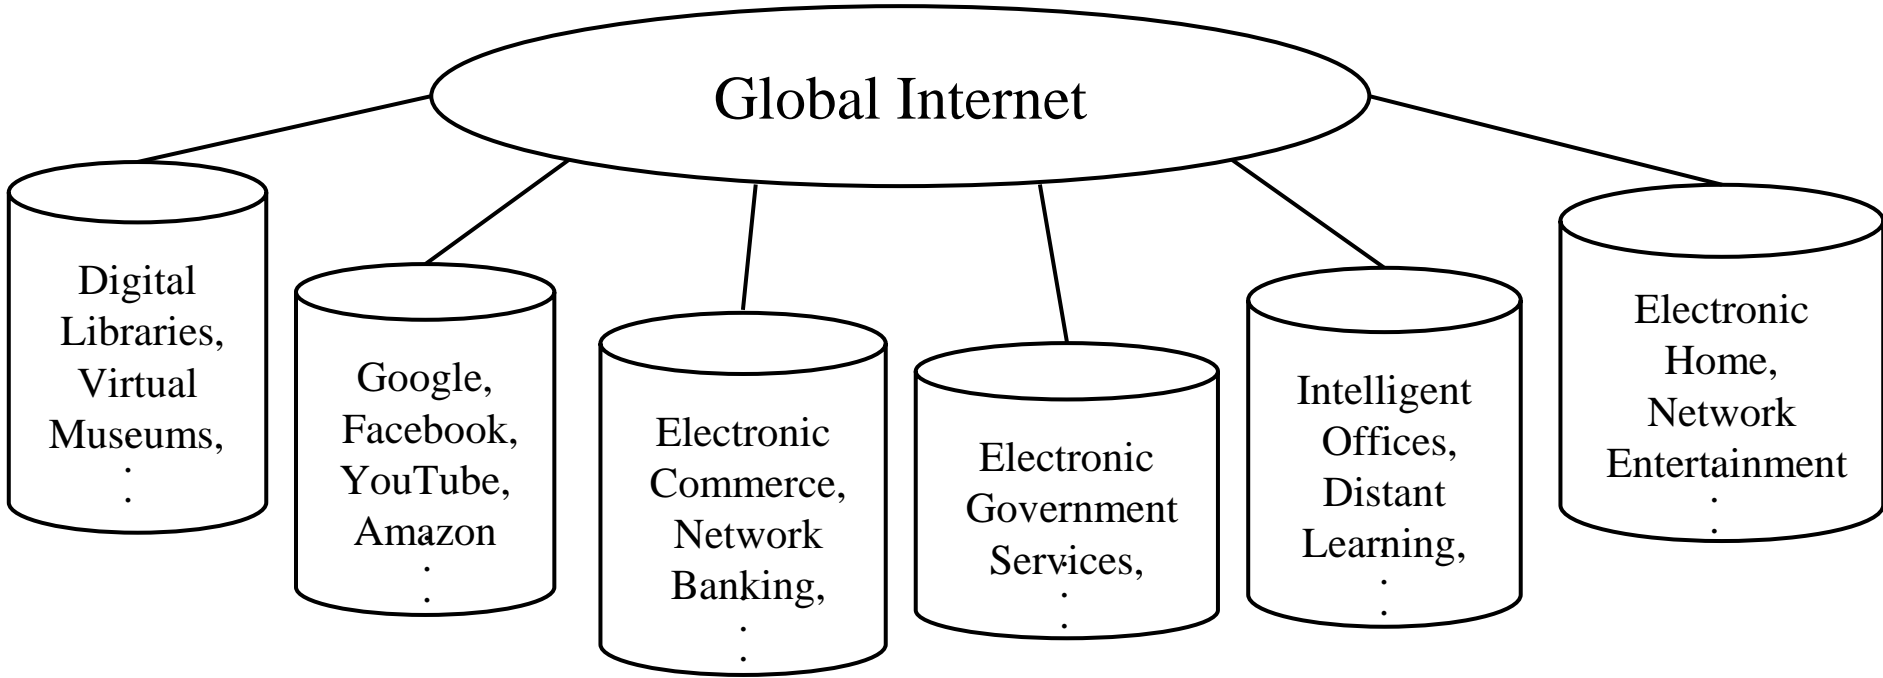 Global Internet
Digital
Libraries,
Virtual
Museums,
.
.
Google,
Facebook,
YouTube,
Amazon
.
.
.
Electronic
Commerce,
Network
Banking,
.
.
.
Electronic
Government
Services,
.
.
.
Intelligent
Offices,
Distant
Learning,
.
.
.
Electronic
Home,
Network
Entertainment
.
.
.